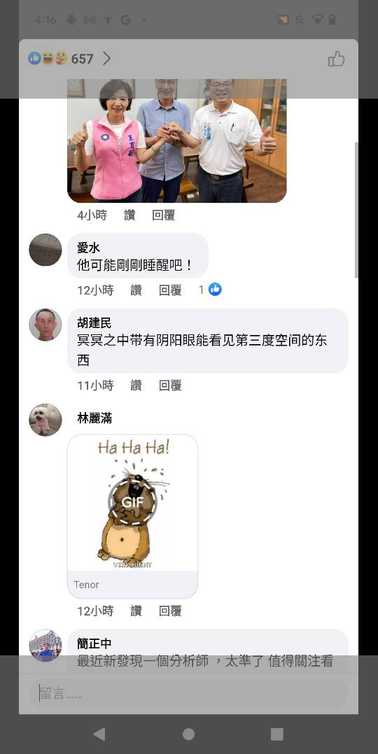 4:16
657
4小時 讚 回覆
愛水
他可能剛剛睡醒吧！
12小時 讚 回覆 1
胡建民
冥冥之中带有阴阳眼能看见第三度空间的东
西
11小時 讚 回覆
林麗滿
Ha Ha Ha!
GIF
Tenor
12小時 讚 回覆
簡正中
最近新發現一個分析師，太準了 值得關注看
留言......